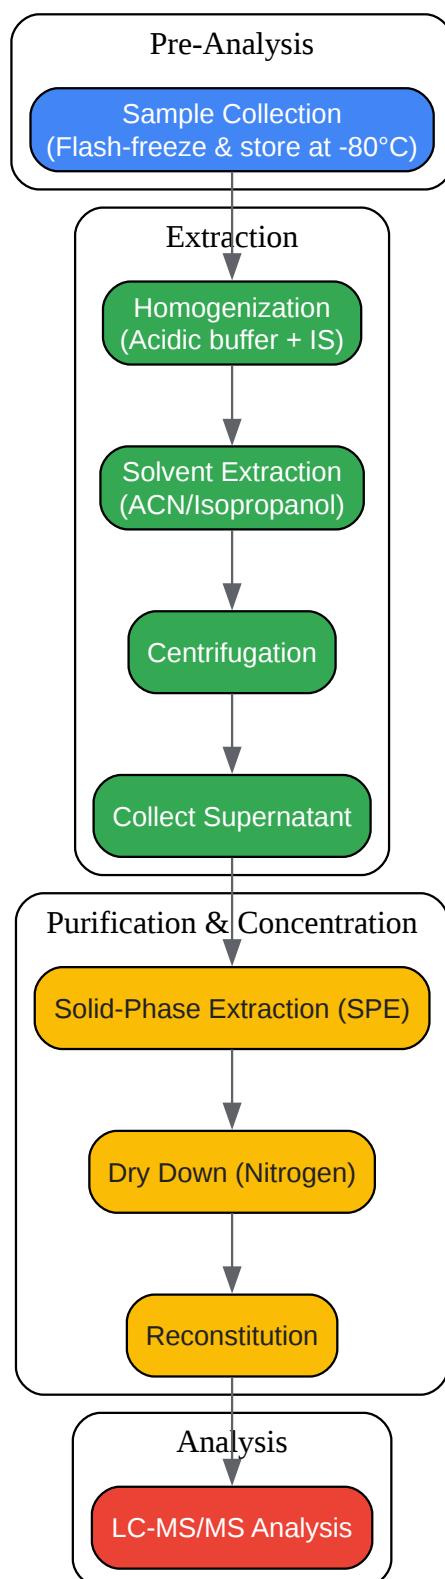 Pre-Analysis
Sample Collection
(Flash-freeze & store at -80°C)
Extraction
Homogenization
(Acidic buffer + IS)
Solvent Extraction
(ACN/Isopropanol)
Centrifugation
Collect Supernatant
Purification & Concentration
Solid-Phase Extraction (SPE)
Dry Down (Nitrogen)
Reconstitution
Analysis
LC-MS/MS Analysis